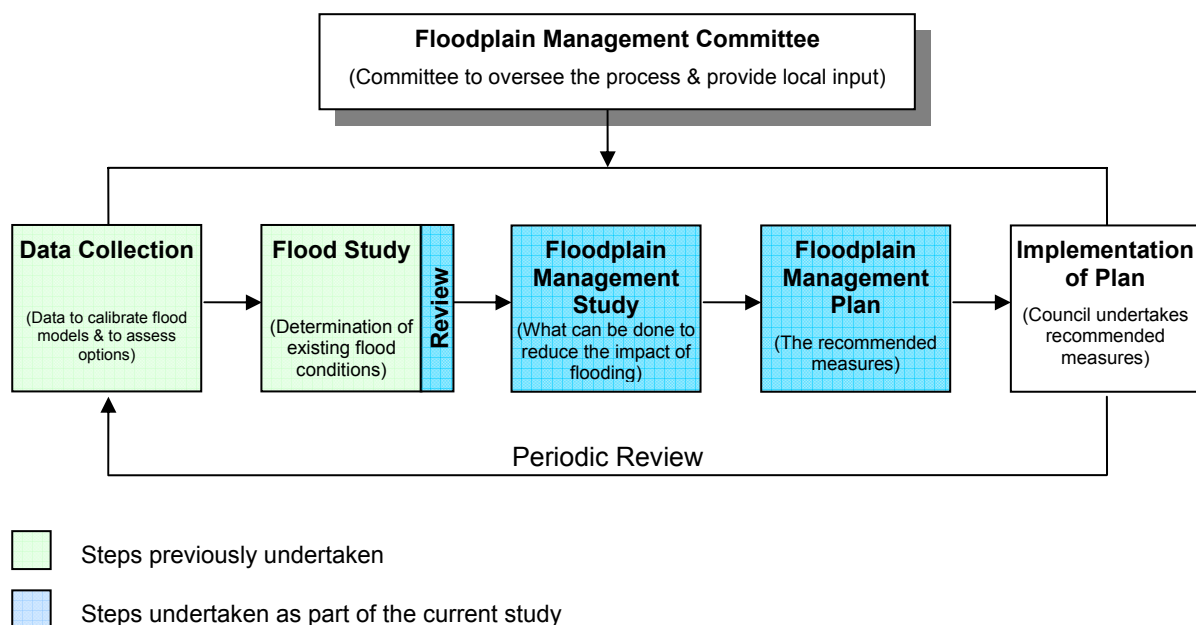 Floodplain Management Committee
(Committee to oversee the process & provide local input)
Data Collection
(Data to calibrate flood
models & to assess
options)
Flood Study
(Determination of
existing flood
conditions)
Review
Floodplain
Management
Study
(What can be done to
reduce the impact of
flooding)
Floodplain
Management
Plan
(The recommended
measures)
Implementation
of Plan
(Council undertakes
recommended
measures)
Periodic Review
Steps previously undertaken
Steps undertaken as part of the current study